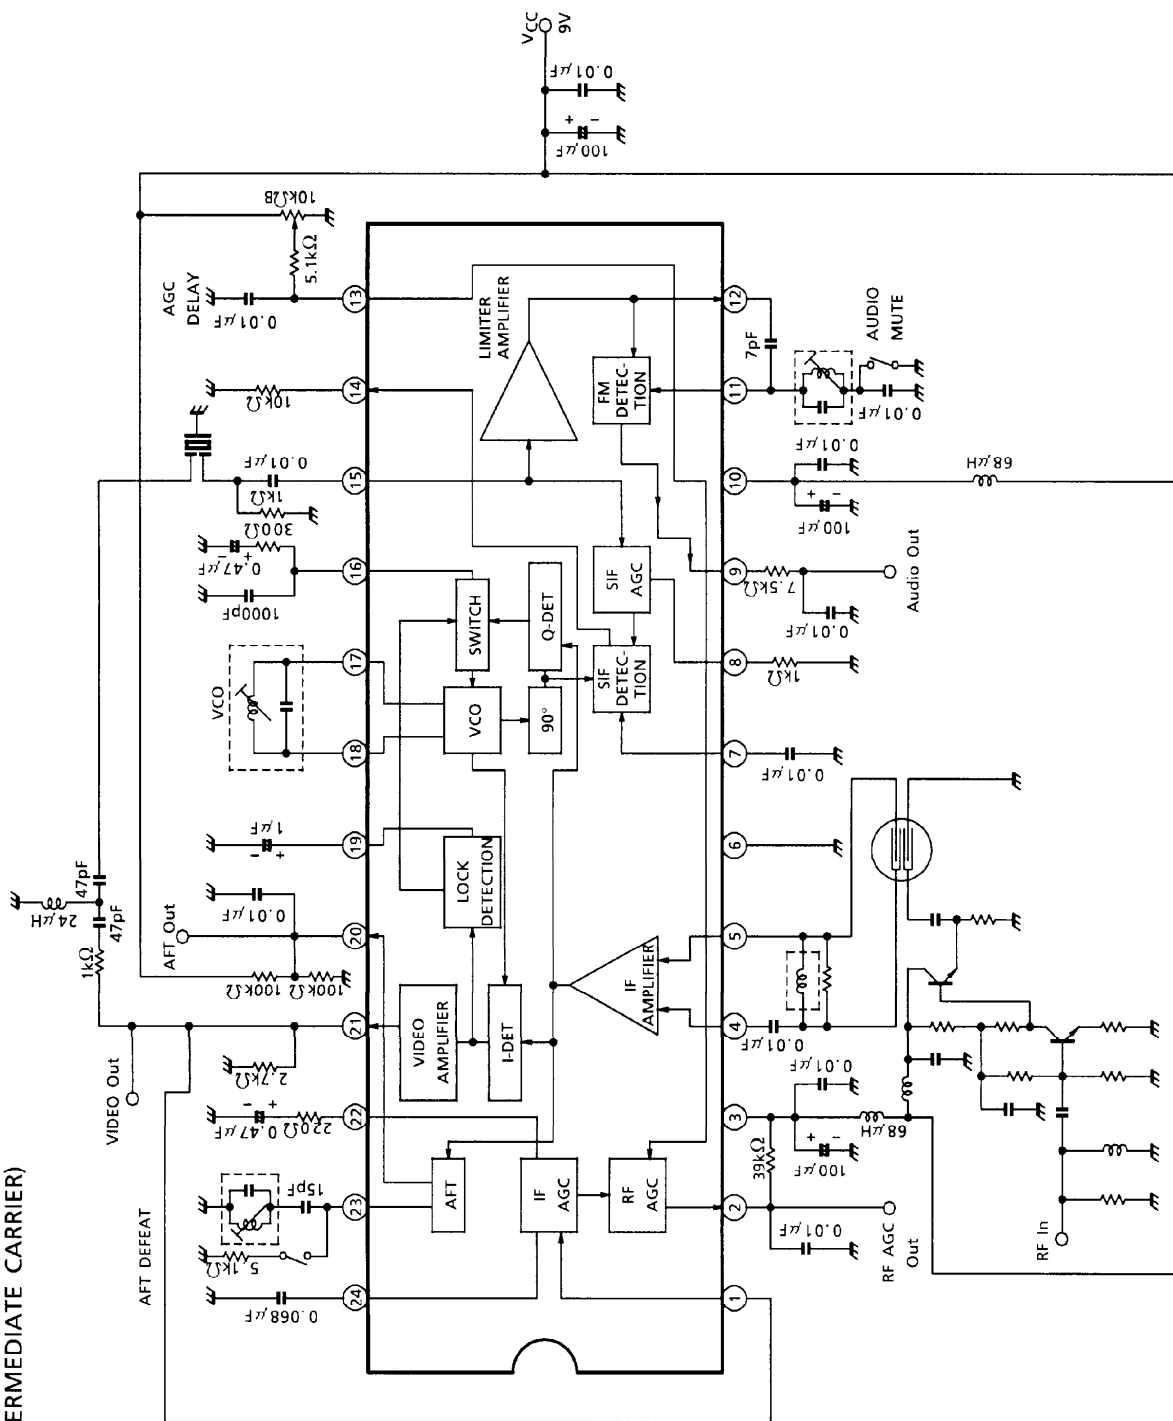 ERMEDIATE CARRIER)
VCC
9V
0.01μF
100μF
+
−
10kΩB
5.1kΩ
AGC
DELAY
0.01μF
10kΩ
0.01μF
1kΩ
300Ω
0.47μF
−
+
1000pF
VCO
1μF
−
+
0.01μF
47pF
24μH
47pF
1kΩ
AFT Out
100kΩ
100kΩ
VIDEO Out
2.7kΩ
0.47μF
−
+
220Ω
AFT DEFEAT
15pF
5.1kΩ
0.068μF
13
14
15
16
17
18
19
20
21
22
23
24
LIMITER
AMPLIFIER
FM
DETEC-
TION
SIF
AGC
SIF
DETEC-
TION
SWITCH
Q-DET
VCO
90°
LOCK
DETECTION
VIDEO
AMPLIFIER
I-DET
IF
AMPLIFIER
AFT
IF
AGC
RF
AGC
12
11
10
9
8
7
6
5
4
3
2
1
7pF
AUDIO
MUTE
0.01μF
0.01μF
+
−
100μF
68μH
7.5kΩ
0.01μF
Audio Out
1kΩ
0.01μF
0.01μF
0.01μF
+
−
100μF
68μH
39kΩ
0.01μF
RF AGC
Out
RF In